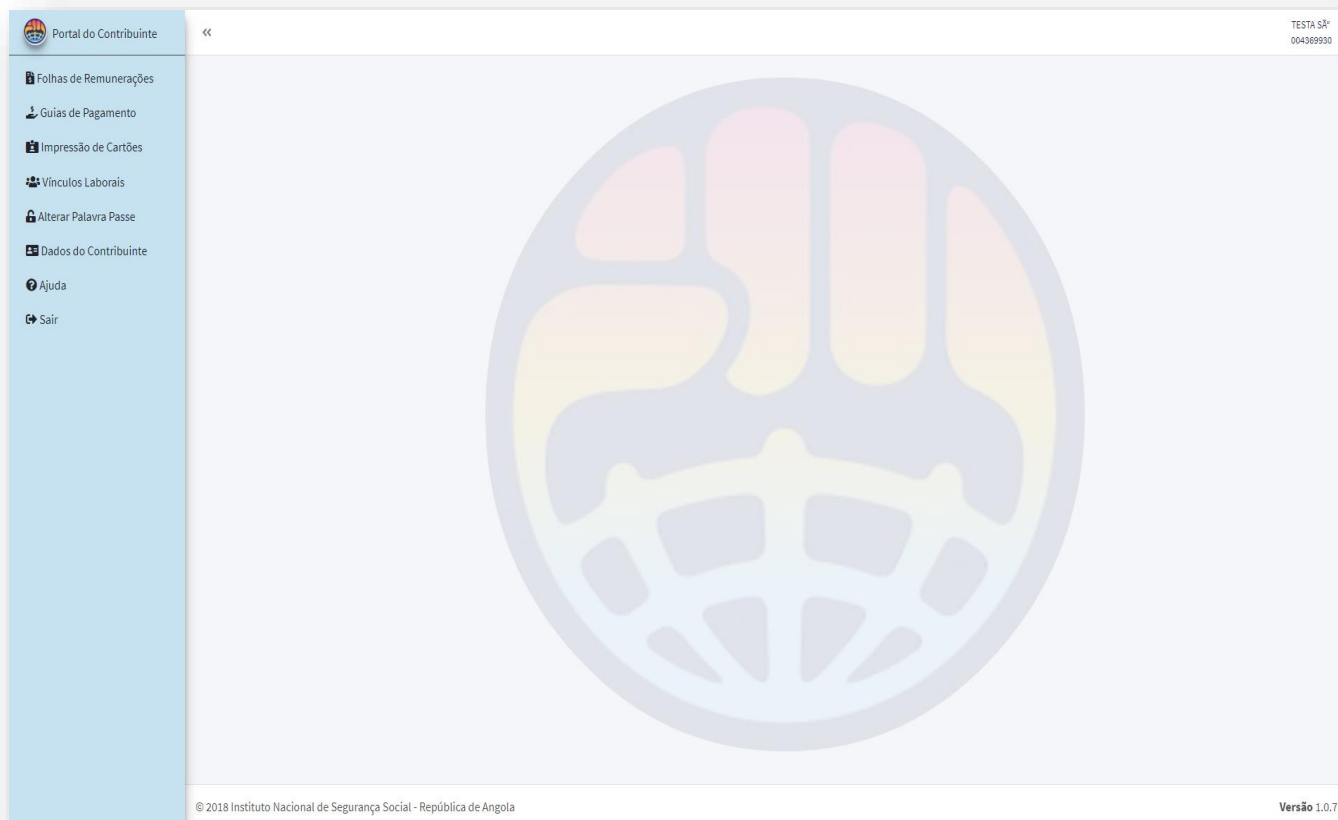 Portal do Contribuinte
TESTA SÃº
004369930
Folhas de Remunerações
Guias de Pagamento
Impressão de Cartões
Vínculos Laborais
Alterar Palavra Passe
Dados do Contribuinte
Ajuda
Sair
© 2018 Instituto Nacional de Segurança Social - República de Angola
Versão 1.0.7